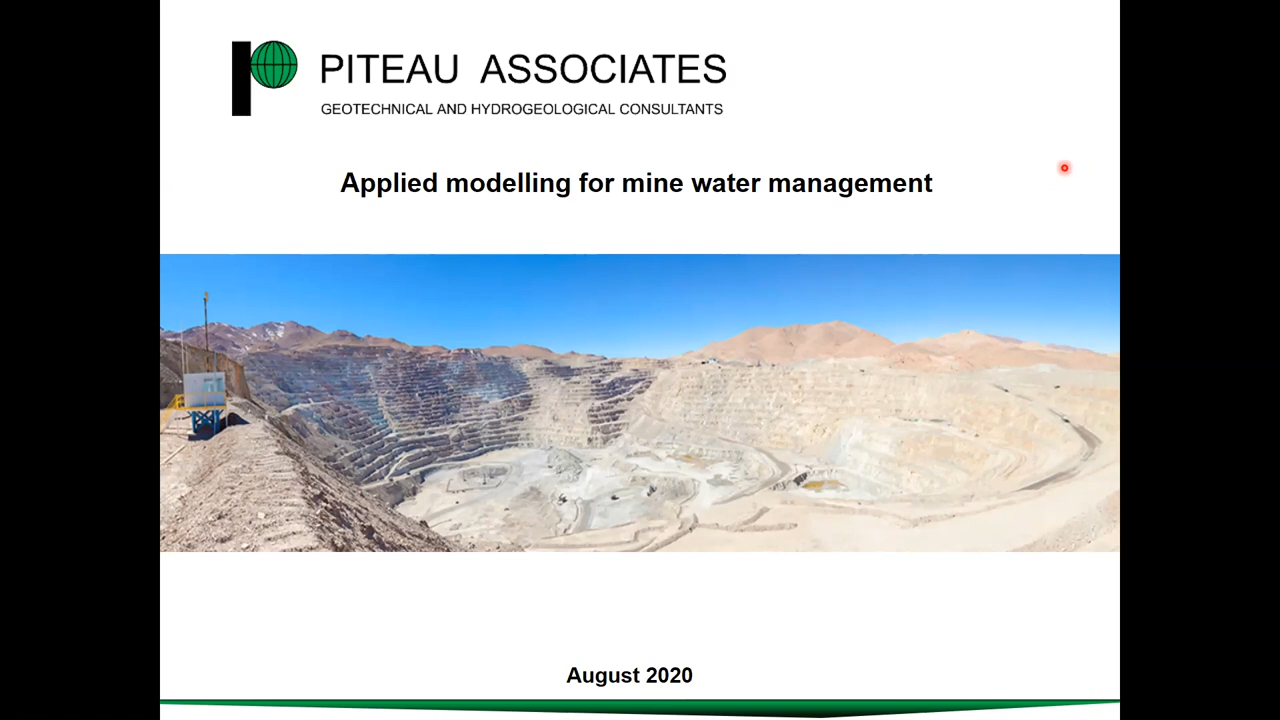 PITEAU ASSOCIATES
GEOTECHNICAL AND HYDROGEOLOGICAL CONSULTANTS
Applied modelling for mine water management
August 2020